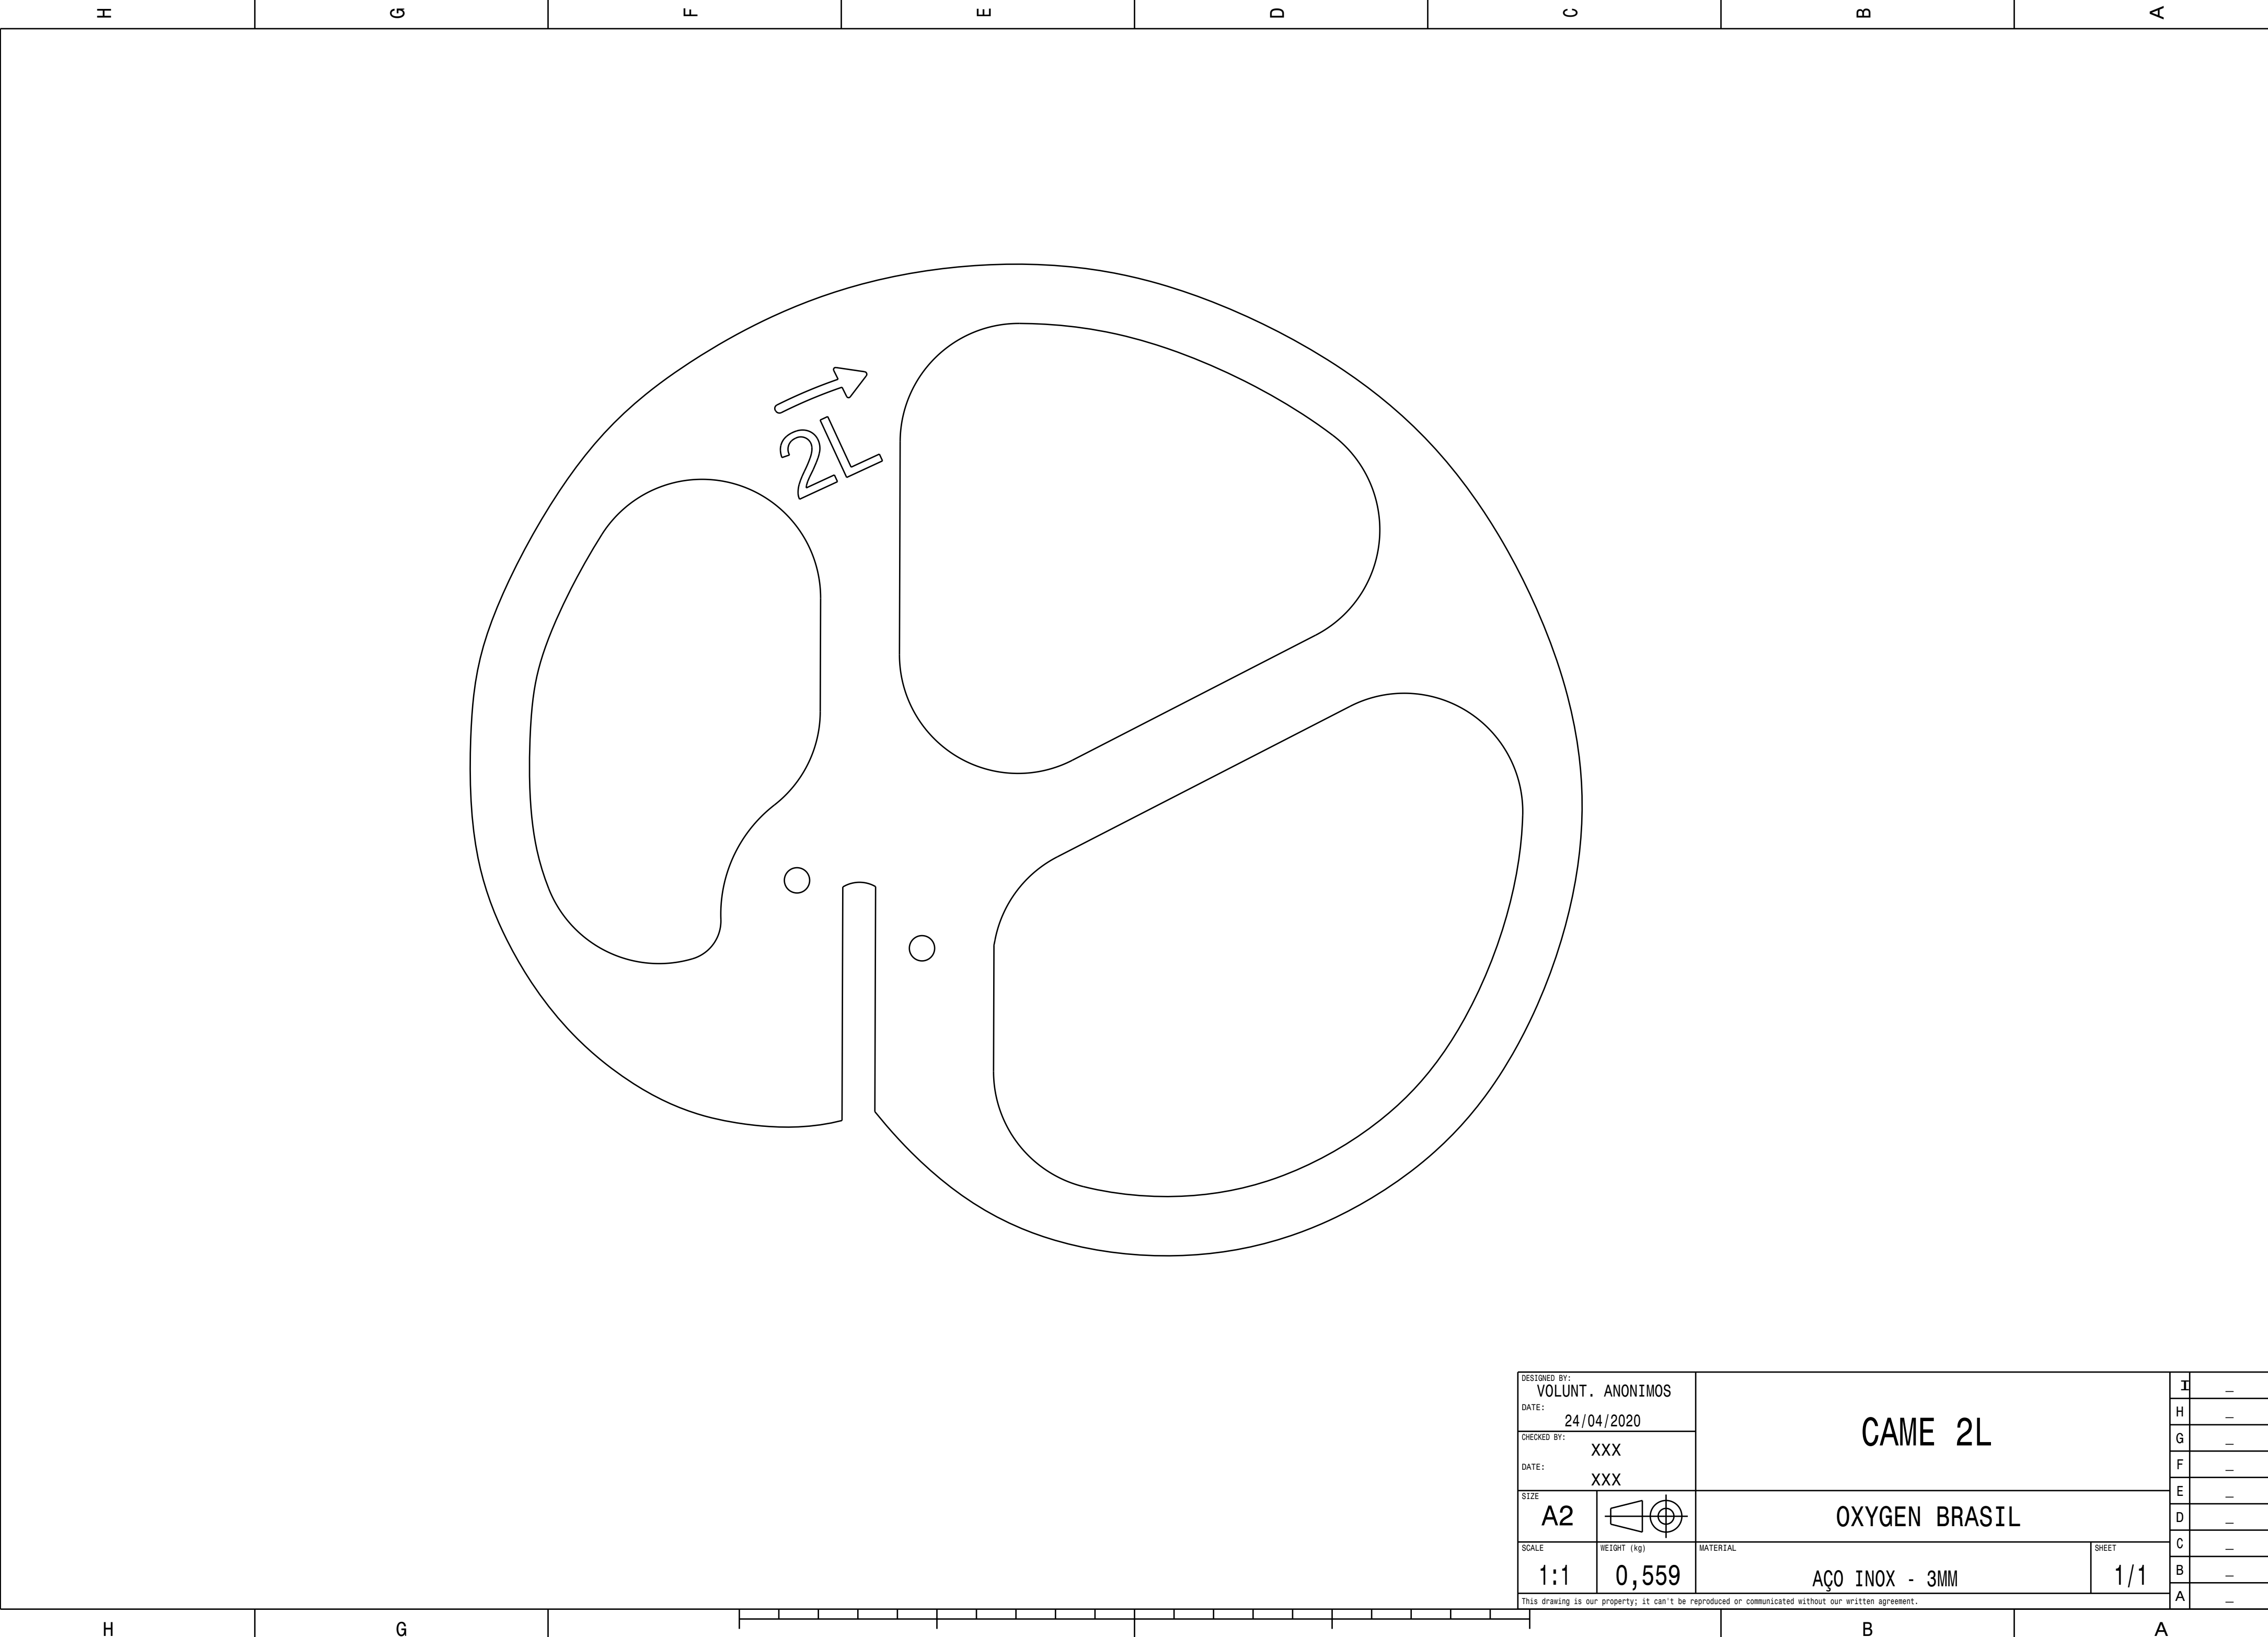 H G F E D C B A
2L
DESIGNED BY:
VOLUNT. ANONIMOS
DATE:
24/04/2020
CHECKED BY:
XXX
DATE:
XXX
SIZE
A2
SCALE
1:1
WEIGHT (kg)
0,559
CAME 2L
OXYGEN BRASIL
MATERIAL
AÇO INOX - 3MM
SHEET
1/1
This drawing is our property; it can't be reproduced or communicated without our written agreement.
I _
H _
G _
F _
E _
D _
C _
B _
A _
H G B A